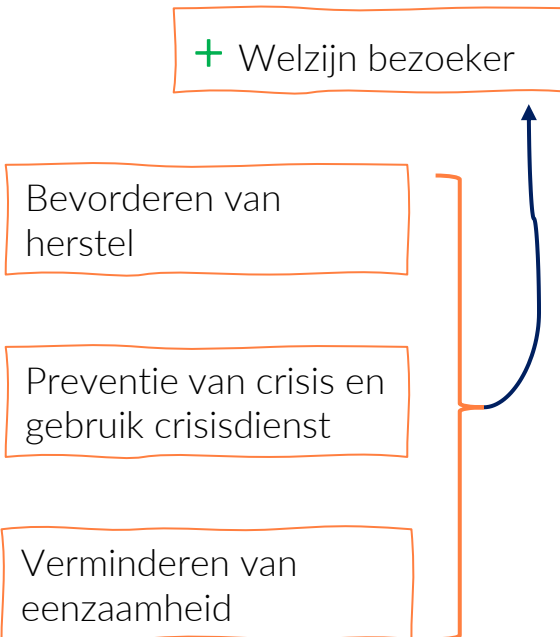 + Welzijn bezoeker
Bevorderen van
herstel
Preventie van crisis en
gebruik crisisdienst
Verminderen van
eenzaamheid